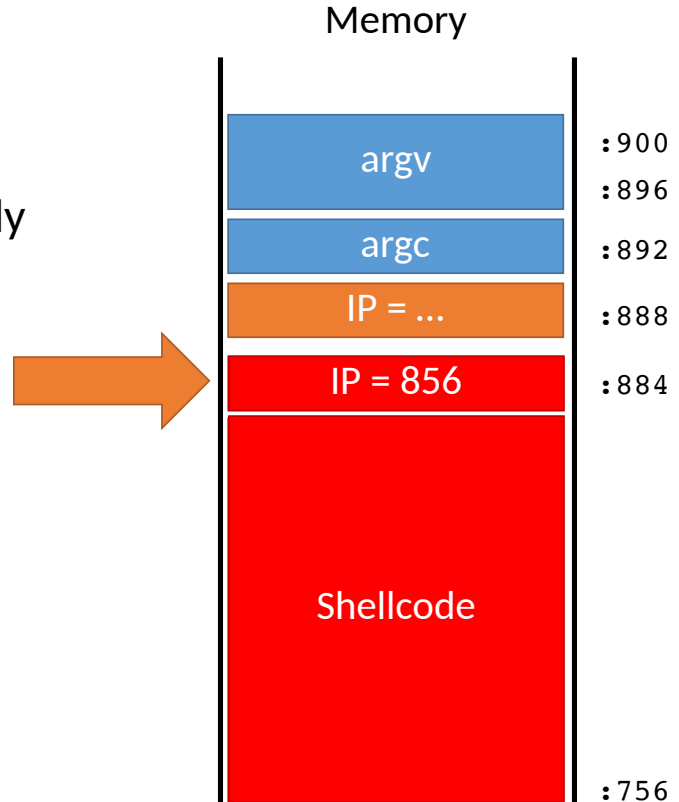 Memory
argv
:900
:896
argc
:892
IP = …
:888
IP = 856
:884
Shellcode
:756